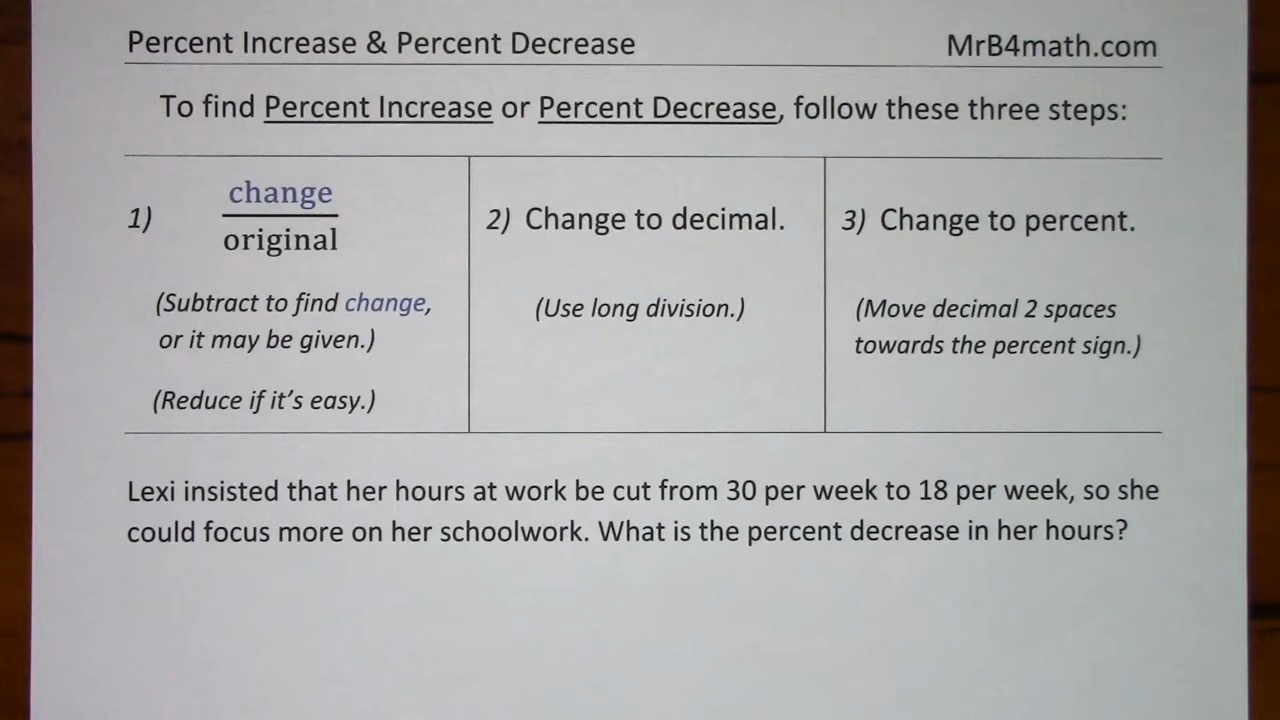 Percent Increase & Percent Decrease MrB4math.com
To find Percent Increase or Percent Decrease, follow these three steps:
1) change
original
(Subtract to find change,
or it may be given.)
(Reduce if it’s easy.)
2) Change to decimal.
(Use long division.)
3) Change to percent.
(Move decimal 2 spaces
towards the percent sign.)
Lexi insisted that her hours at work be cut from 30 per week to 18 per week, so she
could focus more on her schoolwork. What is the percent decrease in her hours?